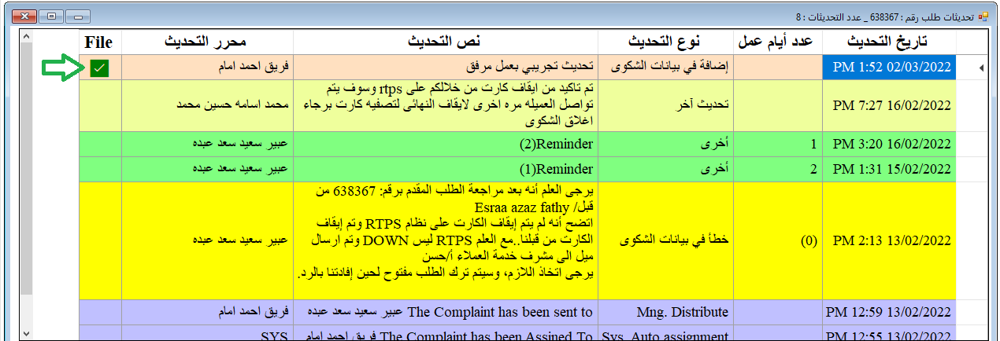 تحديثات طلب رقم : 638367 _ عدد التحديثات : 8
تاريخ التحديث عدد أيام عمل نوع التحديث نص التحديث محرر التحديث File
PM 1:52 02/03/2022 إضافة في بيانات الشكوى تحديث تجريبي بعمل مرفق فريق احمد امام
PM 7:27 16/02/2022 تحديث آخر تم تاكيد من ايقاف كارت من خلالكم على rtps وسوف يتم
تواصل العميله مره اخرى لايقاف النهائى لتصفيه كارت برجاء
اغلاق الشكوى
محمد اسامه حسين محمد
PM 3:20 16/02/2022 1 أخرى (2)Reminder عبير سعيد سعد عبده
PM 1:31 15/02/2022 2 أخرى (1)Reminder عبير سعيد سعد عبده
PM 2:13 13/02/2022 (0) خطأ في بيانات الشكوى يرجى العلم أنه بعد مراجعة الطلب المقدم برقم: 638367 من
قبل/ Esraa azaz fathy
اتضح أنه لم يتم إيقاف الكارت على نظام RTPS وتم إيقاف
الكارت من قبلنا..مع العلم RTPS ليس DOWN وتم ارسال
ميل الى مشرف خدمة العملاء أ/حسن
يرجى اتخاذ اللازم، وسيتم ترك الطلب مفتوح لحين إفادتنا بالرد.
عبير سعيد سعد عبده
PM 12:59 13/02/2022 Mng. Distribute The Complaint has been sent to عبير سعيد سعد عبده فريق احمد امام
PM 12:55 13/02/2022 Sys. Auto assignment The Complaint has been Assined To فريق احمد امام SYS